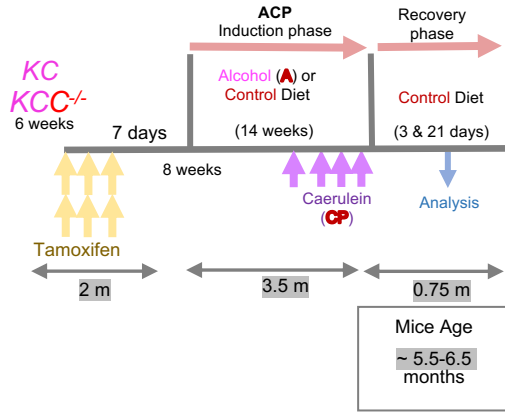 ACP
Induction phase
Recovery
phase
KC
KCC-/-
6 weeks
Alcohol (A) or
Control Diet
Control Diet
7 days
(14 weeks)
(3 & 21 days)
8 weeks
Caerulein
(CP)
Analysis
Tamoxifen
2 m
3.5 m
0.75 m
Mice Age
~ 5.5-6.5
months